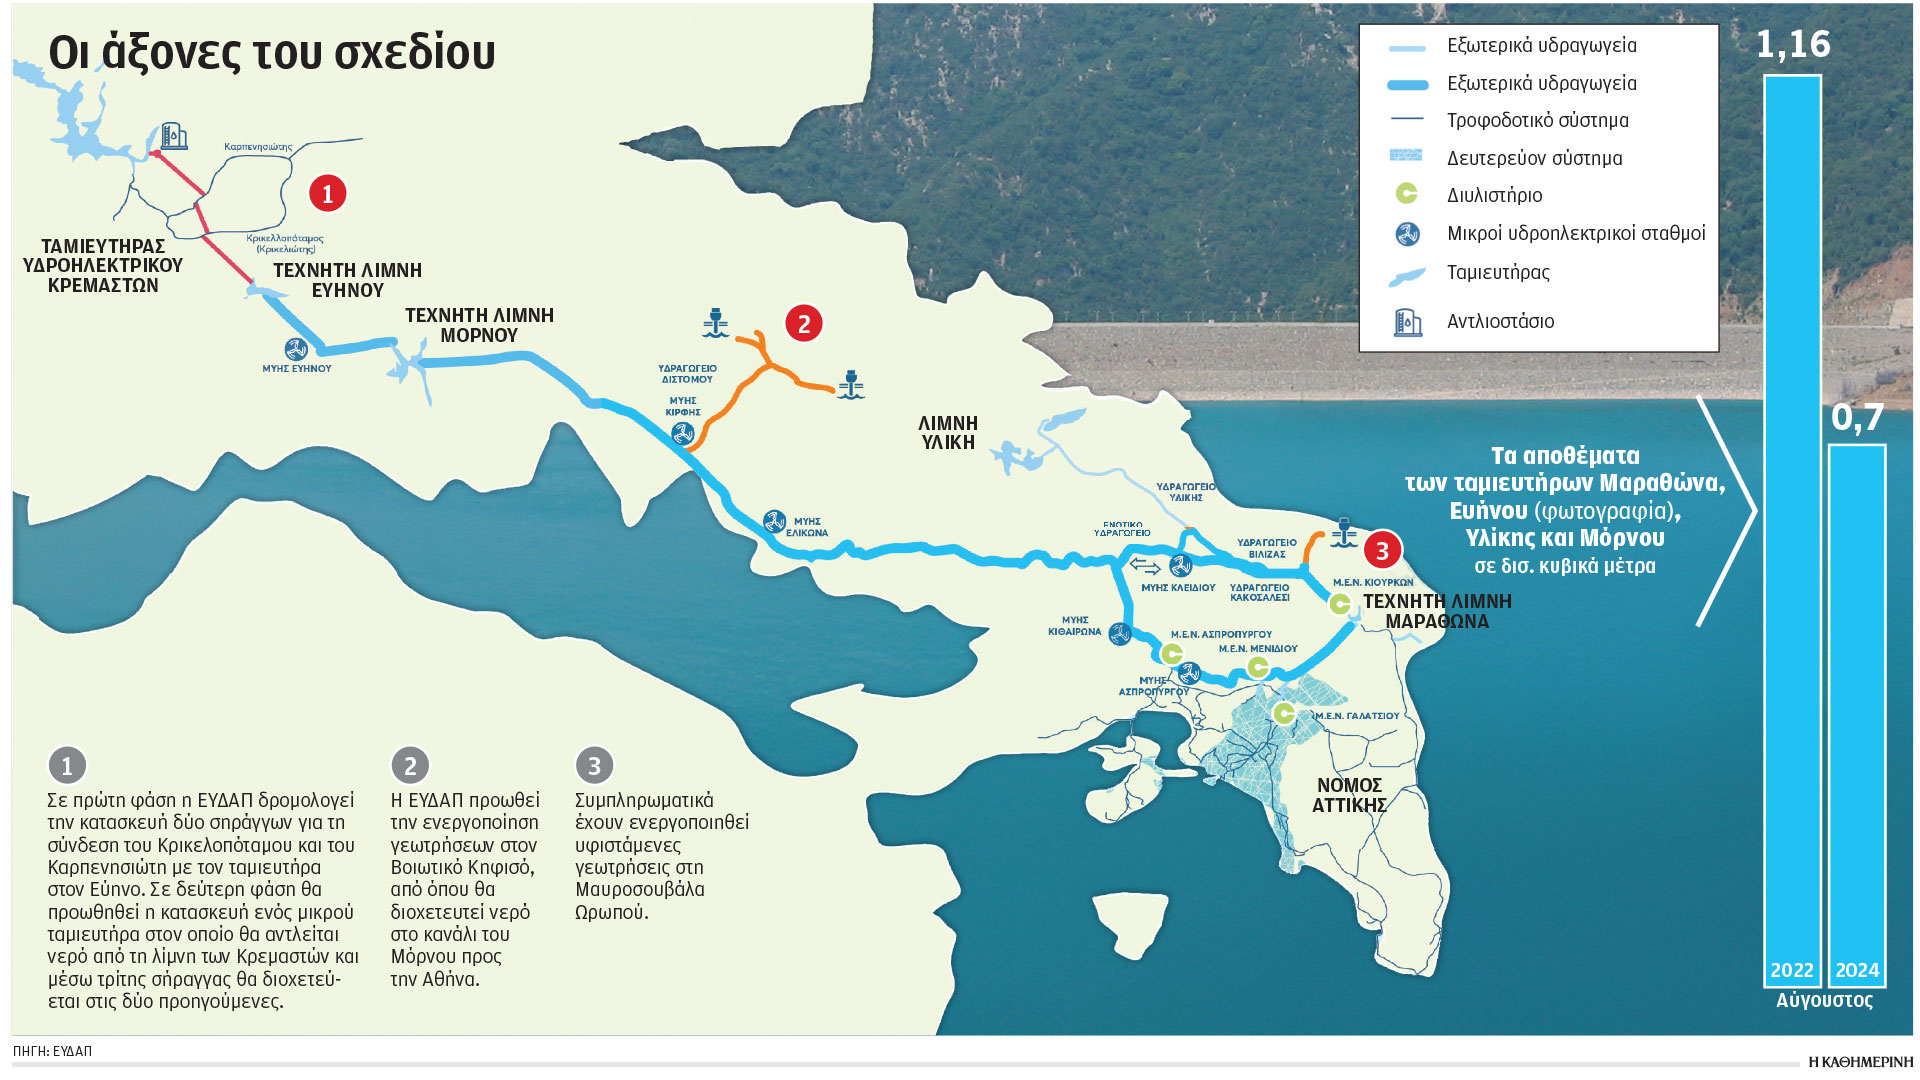 Οι άξονες του σχεδίου
Εξωτερικά υδραγωγεία
Εξωτερικά υδραγωγεία
Τροφοδοτικό σύστημα
Δευτερεύον σύστημα
Διυλιστήριο
Μικροί υδροηλεκτρικοί σταθμοί
Ταμιευτήρας
Αντλιοστάσιο
1,16
0,7
Τα αποθέματα
των ταμιευτήρων Μαραθώνα,
Ευήνου (φωτογραφία),
Υλίκης και Μόρνου
σε δισ. κυβικά μέτρα
2022
2024
Αύγουστος
Καρπενησιώτης
1
Κρικελλοπόταμος
(Κρικελιώτης)
ΤΑΜΙΕΥΤΗΡΑΣ
ΥΔΡΟΗΛΕΚΤΡΙΚΟΥ
ΚΡΕΜΑΣΤΩΝ
ΤΕΧΝΗΤΗ ΛΙΜΝΗ
ΕΥΗΝΟΥ
ΤΕΧΝΗΤΗ ΛΙΜΝΗ
ΜΟΡΝΟΥ
ΜΥΗΣ ΕΥΗΝΟΥ
2
ΥΔΡΑΓΩΓΕΙΟ
ΔΙΣΤΟΜΟΥ
ΜΥΗΣ
ΚΙΡΦΗΣ
ΛΙΜΝΗ
ΥΛΙΚΗ
ΥΔΡΑΓΩΓΕΙΟ
ΥΛΙΚΗΣ
ΜΥΗΣ
ΕΛΙΚΩΝΑ
ΕΝΩΤΙΚΟ
ΥΔΡΑΓΩΓΕΙΟ
ΥΔΡΑΓΩΓΕΙΟ
ΒΙΛΙΖΑΣ
3
ΜΥΗΣ ΚΛΕΙΔΙΟΥ
ΥΔΡΑΓΩΓΕΙΟ
ΚΑΚΟΣΑΛΕΣΙ
Μ.Ε.Ν. ΚΙΟΥΡΚΩΝ
ΤΕΧΝΗΤΗ ΛΙΜΝΗ
ΜΑΡΑΘΩΝΑ
ΜΥΗΣ
ΚΙΘΑΙΡΩΝΑ
Μ.Ε.Ν. ΑΣΠΡΟΠΥΡΓΟΥ
Μ.Ε.Ν. ΜΕΝΙΔΙΟΥ
ΜΥΗΣ
ΑΣΠΡΟΠΥΡΓΟΥ
Μ.Ε.Ν. ΓΑΛΑΤΣΙΟΥ
ΝΟΜΟΣ
ΑΤΤΙΚΗΣ
1
Σε πρώτη φάση η ΕΥΔΑΠ δρομολογεί
την κατασκευή δύο σηράγγων για τη
σύνδεση του Κρικελοπόταμου και του
Καρπενησιώτη με τον ταμιευτήρα
στον Εύηνο. Σε δεύτερη φάση θα
προωθηθεί η κατασκευή ενός μικρού
ταμιευτήρα στον οποίο θα αντλείται
νερό από τη λίμνη των Κρεμαστών και
μέσω τρίτης σήραγγας θα διοχετεύ-
εται στις δύο προηγούμενες.
2
Η ΕΥΔΑΠ προωθεί
την ενεργοποίηση
γεωτρήσεων στον
Βοιωτικό Κηφισό,
από όπου θα
διοχετευτεί νερό
στο κανάλι του
Μόρνου προς
την Αθήνα.
3
Συμπληρωματικά
έχουν ενεργοποιηθεί
υφιστάμενες
γεωτρήσεις στη
Μαυροσουβάλα
Ωρωπού.
ΠΗΓΗ: ΕΥΔΑΠ
Η ΚΑΘΗΜΕΡΙΝΗ